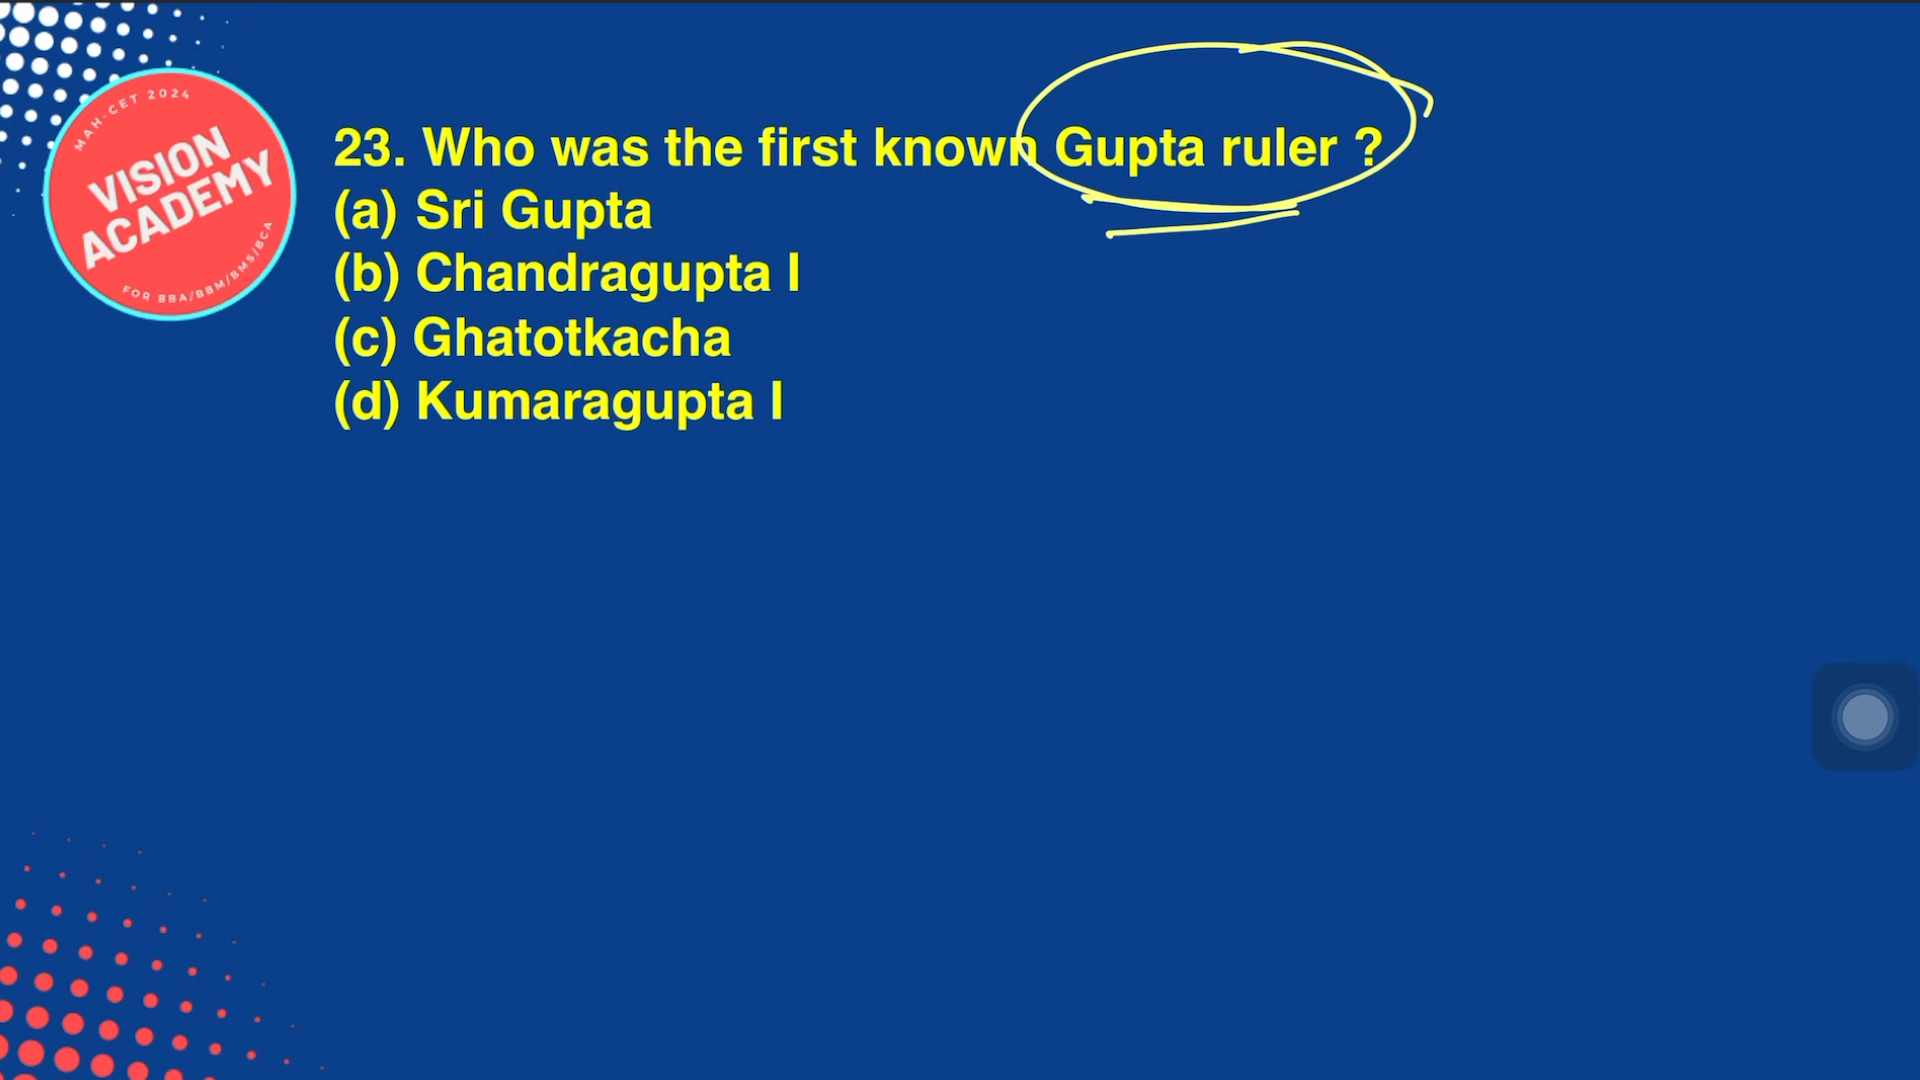 MAH-CET 2024
VISION
ACADEMY
FOR BBA/BBM/BMS/BCA
23. Who was the first known Gupta ruler ?
(a) Sri Gupta
(b) Chandragupta I
(c) Ghatotkacha
(d) Kumaragupta I